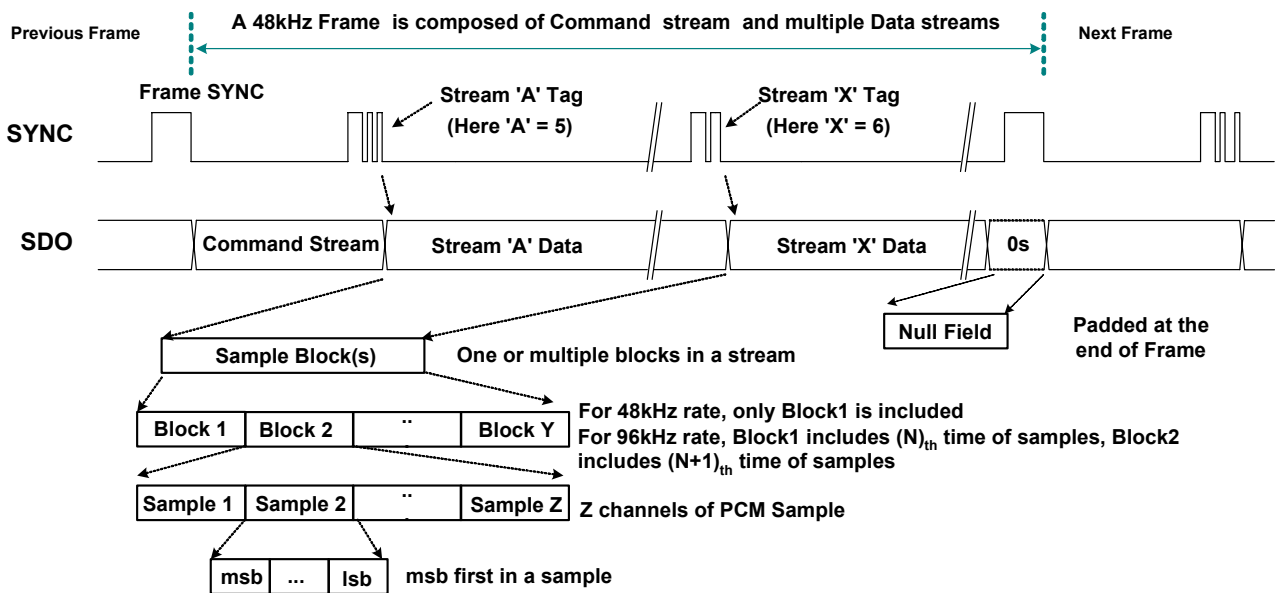 A 48kHz Frame is composed of Command stream and multiple Data streams
Previous Frame
Next Frame
Frame SYNC
Stream 'A' Tag
(Here 'A' = 5)
Stream 'X' Tag
(Here 'X' = 6)
SYNC
SDO
Command Stream
Stream 'A' Data
Stream 'X' Data
0s
Null Field
Padded at the
end of Frame
Sample Block(s)
One or multiple blocks in a stream
Block 1
Block 2
..
.
Block Y
For 48kHz rate, only Block1 is included
For 96kHz rate, Block1 includes (N)th time of samples, Block2
includes (N+1)th time of samples
Sample 1
Sample 2
..
.
Sample Z
Z channels of PCM Sample
msb
...
lsb
msb first in a sample